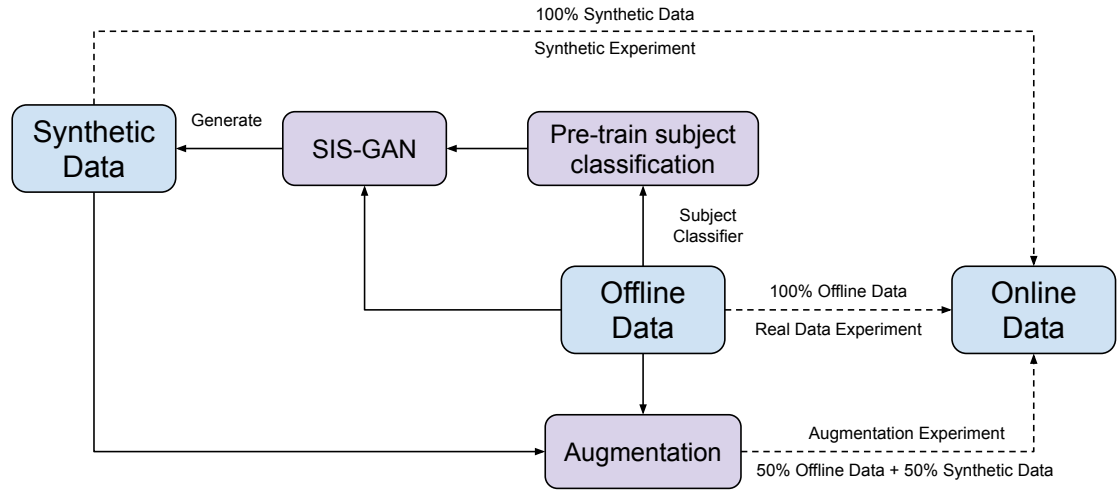 100% Synthetic Data
Synthetic Experiment
Generate
Synthetic
Data
SIS-GAN
Pre-train subject
classification
Subject
Classifier
Offline
Data
100% Offline Data
Real Data Experiment
Online
Data
Augmentation
Augmentation Experiment
50% Offline Data + 50% Synthetic Data